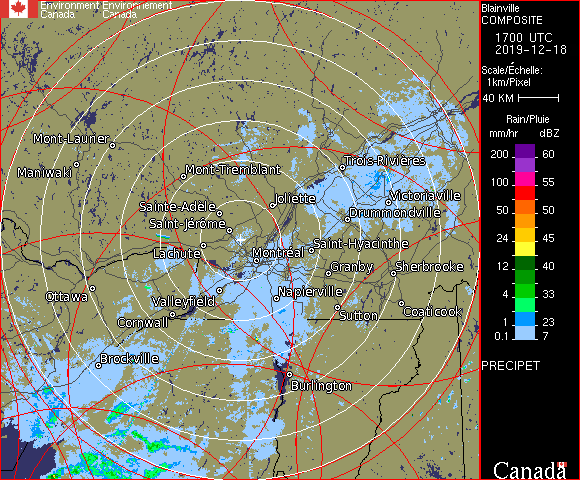 Environment Environnement
Canada Canada
Blainville
COMPOSITE
1700 UTC
2019-12-18
Scale/Échelle:
1km/Pixel
40 KM
Rain/Pluie
mm/hr dBZ
200 60
100 55
50 50
24 45
12 40
4 33
1 23
0.1 7
PRECIPET
Canada
Mont-Laurier
Maniwaki
Mont-Tremblant
Trois-Rivières
Sainte-Adèle
Joliette
Victoriaville
Saint-Jérôme
Drummondville
Lachute
Montréal
Saint-Hyacinthe
Granby
Sherbrooke
Ottawa
Valleyfield
Napierville
Cornwall
Sutton
Coaticook
Brockville
Burlington